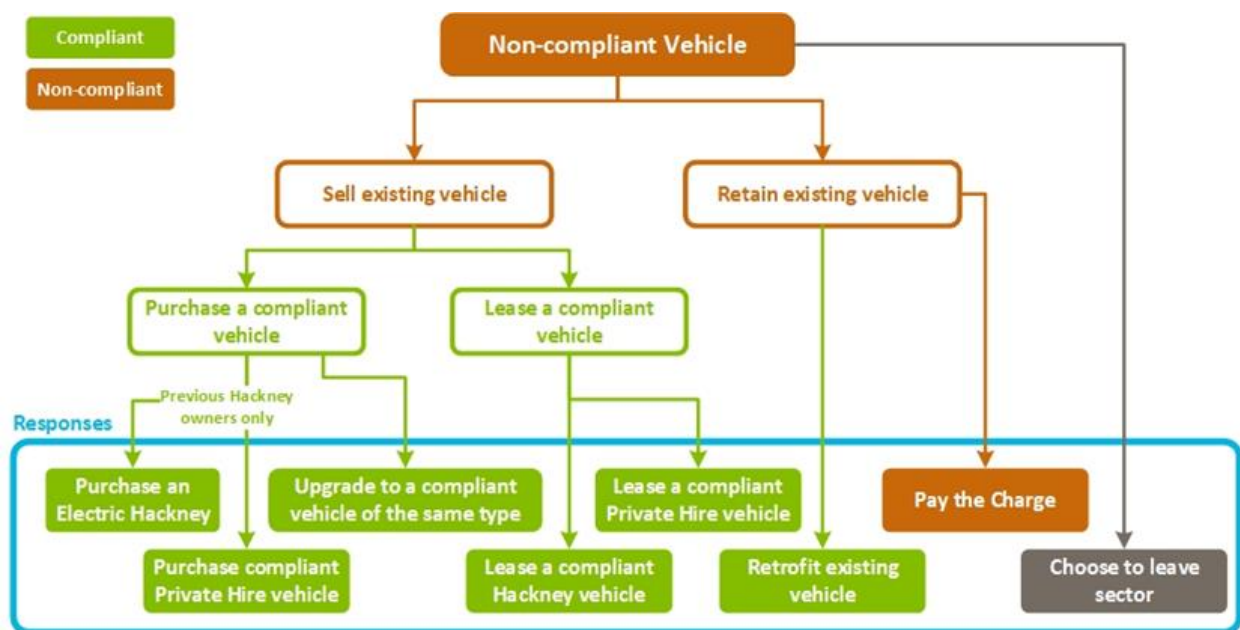 Compliant
Non-compliant
Non-compliant Vehicle
Sell existing vehicle
Retain existing vehicle
Purchase a compliant
vehicle
Lease a compliant
vehicle
Previous Hackney
owners only
Responses
Purchase an
Electric Hackney
Upgrade to a compliant
vehicle of the same type
Lease a compliant
Private Hire vehicle
Pay the Charge
Purchase compliant
Private Hire vehicle
Lease a compliant
Hackney vehicle
Retrofit existing
vehicle
Choose to leave
sector